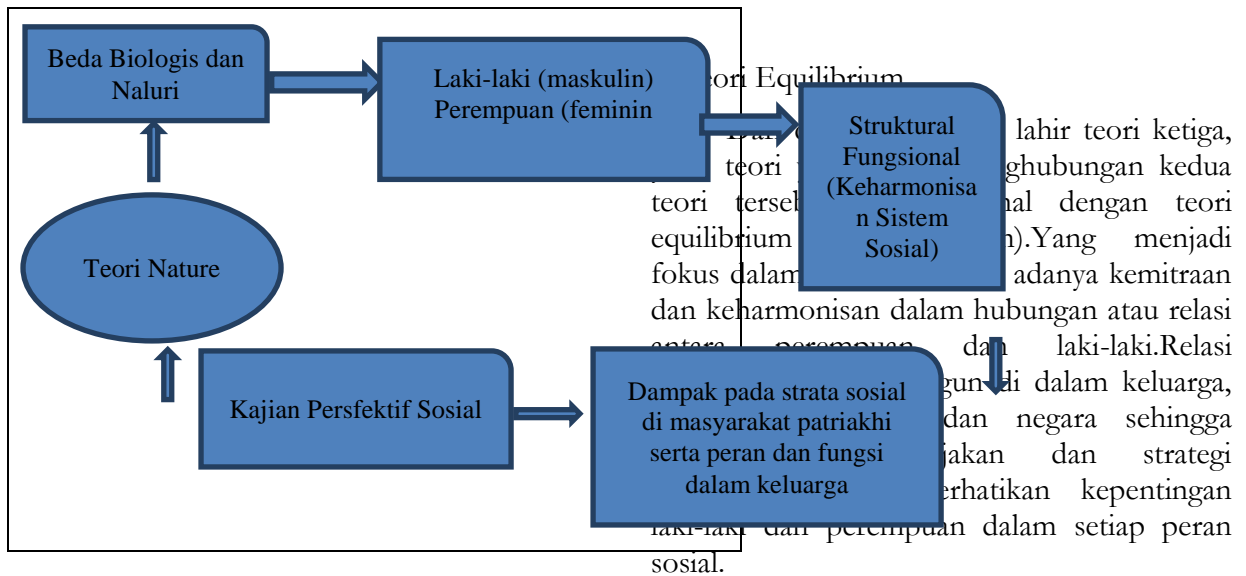 Beda Biologis dan
Naluri
Laki-laki (maskulin)
Perempuan (feminin
Struktural
Fungsional
(Keharmonisa
n Sistem
Sosial)
Teori Nature
Kajian Persfektif Sosial
Dampak pada strata sosial
di masyarakat patriakhi
serta peran dan fungsi
dalam keluarga
eori Equilibrium
lahir teori ketiga,
teori ghubungan kedua
teori terseb nal dengan teori
equilibrium n).Yang menjadi
fokus dalam adanya kemitraan
dan keharmonisan dalam hubungan atau relasi
antara perempuan dan laki-laki.Relasi
gun di dalam keluarga,
dan negara sehingga
jakan dan strategi
erhatikan kepentingan
laki-laki dan perempuan dalam setiap peran
sosial.